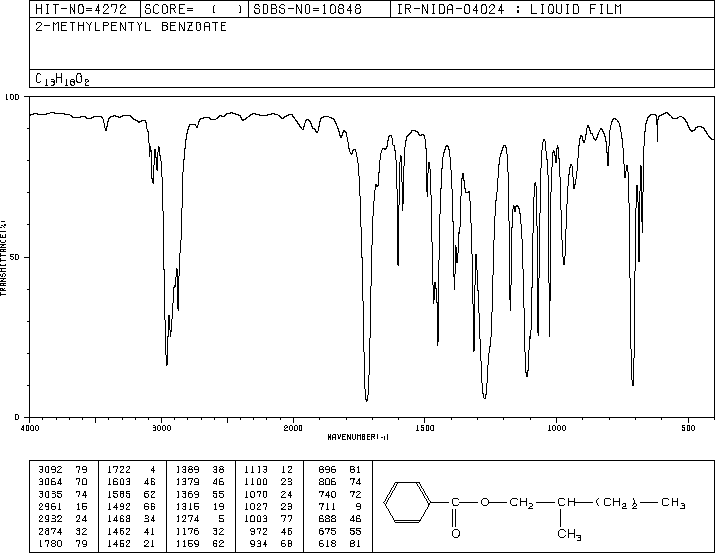 HIT-NO=4272 |SCORE= ( )|SDBS-NO=10848 |IR-NIDA-04024 : LIQUID FILM
2-METHYLPENTYL BENZOATE
C13H18O2
100
50
0
TRANSMITTANCE(%)
4000 3000 2000 1500 1000 500
WAVENUMBER(-1)
3092 79 1722 4 1389 38 1113 12 896 81
3064 70 1603 46 1379 46 1100 23 806 74
3035 74 1585 62 1369 55 1070 24 740 72
2961 15 1492 66 1315 19 1027 23 711 9
2932 24 1468 34 1274 5 1003 77 688 46
2874 32 1462 41 1176 32 972 46 675 55
1780 79 1452 21 1159 62 934 68 618 81
C—O—CH2—CH—(CH2)2—CH3
O CH3